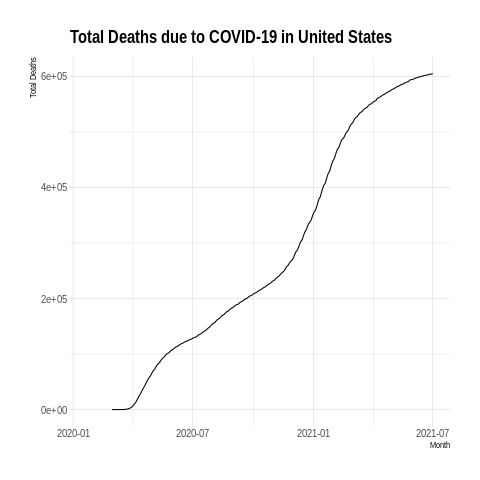 Total Deaths due to COVID-19 in United States
Total Deaths
6e+05
4e+05
2e+05
0e+00
2020-01 2020-07 2021-01 2021-07
Month